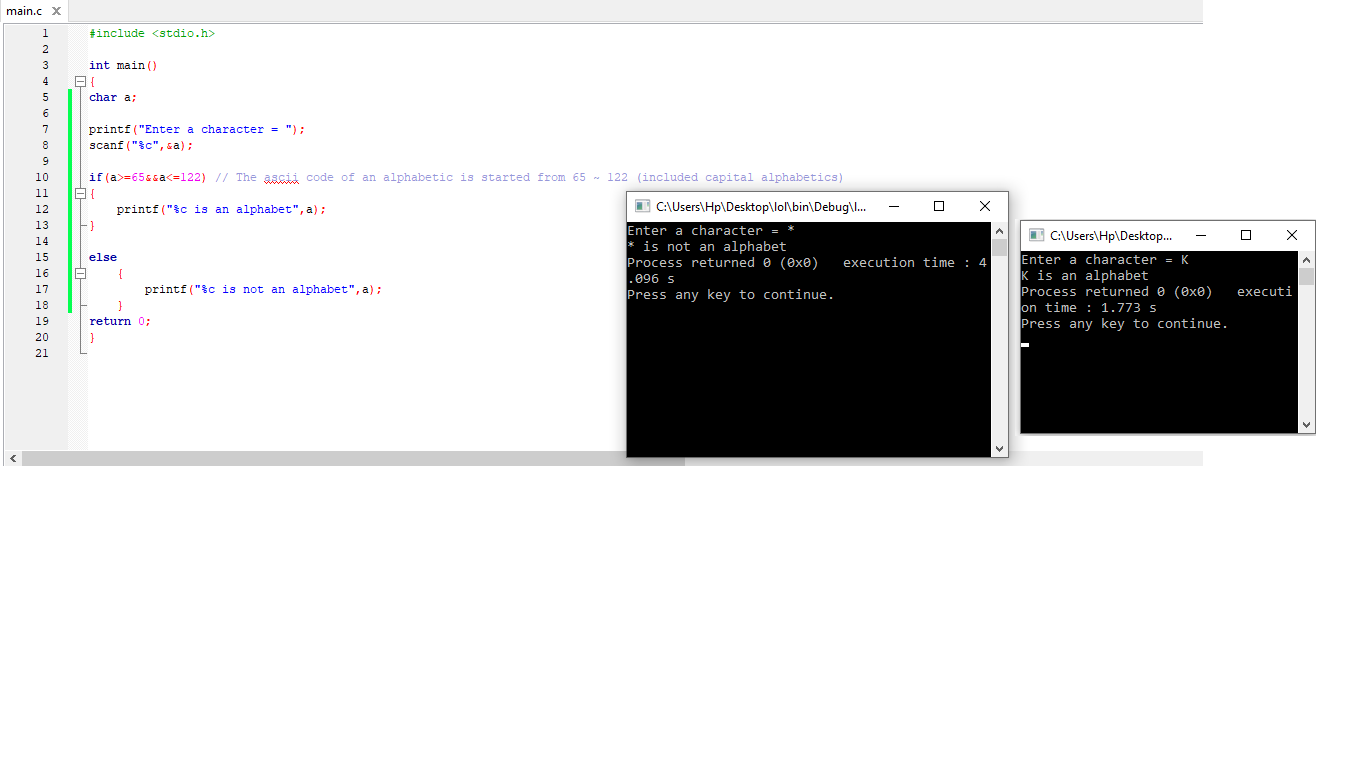 main.c
1 #include <stdio.h>
2
3 int main()
4 {
5 char a;
6
7 printf("Enter a character = ");
8 scanf("%c",&a);
9
10 if(a>=65&&a<=122) // The ascii code of an alphabetic is started from 65 ~ 122 (included capital alphabetics)
11 {
12 printf("%c is an alphabet",a);
13 }
14
15 else
16 {
17 printf("%c is not an alphabet",a);
18 }
19 return 0;
20 }
21
C:\Users\Hp\Desktop\lol\bin\Debug\l...
Enter a character = *
* is not an alphabet
Process returned 0 (0x0)   execution time : 4
.096 s
Press any key to continue.
C:\Users\Hp\Desktop...
Enter a character = K
K is an alphabet
Process returned 0 (0x0)   executi
on time : 1.773 s
Press any key to continue.